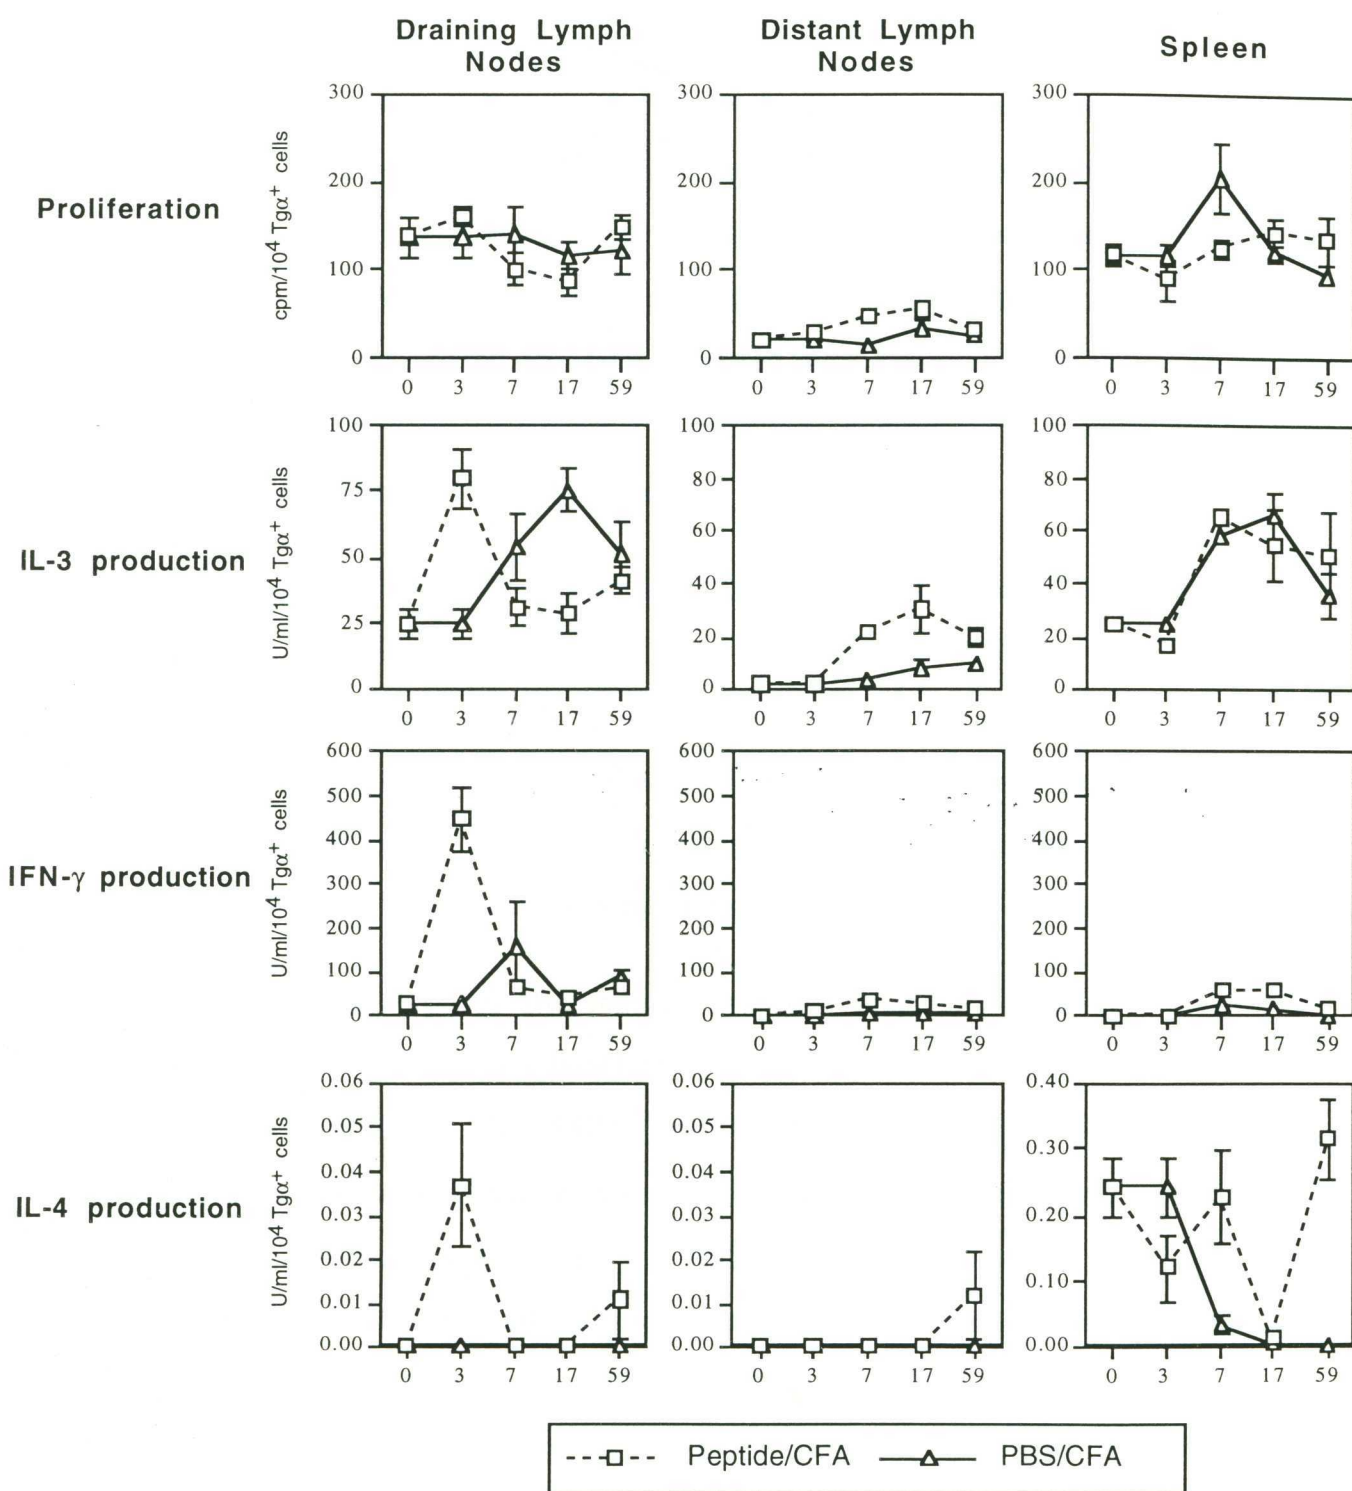 Draining Lymph
Nodes
Distant Lymph
Nodes
Spleen
Proliferation
cpm/10⁴ Tgα⁺ cells
300
200
100
0
0 3 7 17 59
300
200
100
0
0 3 7 17 59
300
200
100
0
0 3 7 17 59
IL-3 production
U/ml/10⁴ Tgα⁺ cells
100
75
50
25
0
0 3 7 17 59
100
80
60
40
20
0
0 3 7 17 59
100
80
60
40
20
0
0 3 7 17 59
IFN-γ production
U/ml/10⁴ Tgα⁺ cells
600
500
400
300
200
100
0
0 3 7 17 59
600
500
400
300
200
100
0
0 3 7 17 59
600
500
400
300
200
100
0
0 3 7 17 59
IL-4 production
U/ml/10⁴ Tgα⁺ cells
0.06
0.05
0.04
0.03
0.02
0.01
0.00
0 3 7 17 59
0.06
0.05
0.04
0.03
0.02
0.01
0.00
0 3 7 17 59
0.40
0.30
0.20
0.10
0.00
0 3 7 17 59
Peptide/CFA PBS/CFA